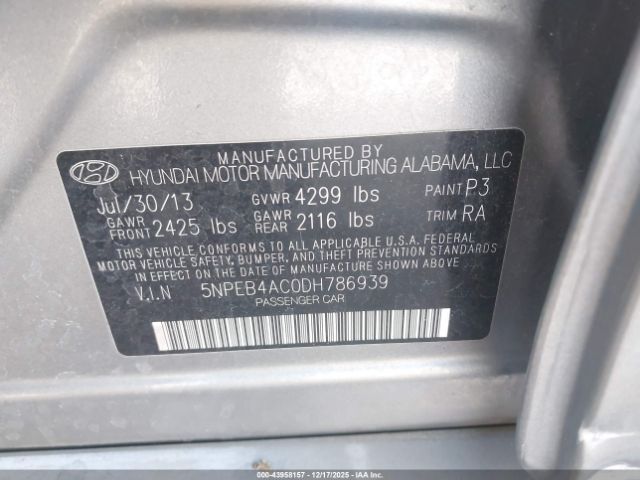 MANUFACTURED BY
HYUNDAI MOTOR MANUFACTURING ALABAMA, LLC
Jul/30/13 GVWR 4299 lbs PAINT P3
GAWR FRONT 2425 lbs GAWR REAR 2116 lbs TRIM RA
THIS VEHICLE CONFORMS TO ALL APPLICABLE U.S.A. FEDERAL
MOTOR VEHICLE SAFETY, BUMPER, AND THEFT PREVENTION STANDARDS
IN EFFECT ON THE DATE OF MANUFACTURE SHOWN ABOVE.
V.I.N 5NPEB4AC0DH786939
PASSENGER CAR
Stock #: 43958157 | 12/17/2025 | IAA Inc.